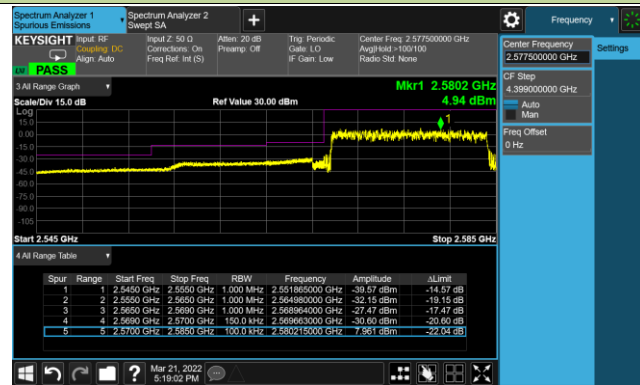 Spectrum Analyzer 1
Spurious Emissions
Spectrum Analyzer 2
Swept SA
Frequency
KEYSIGHT
Input: RF
Coupling: DC
Align: Auto
Input Z: 50 Ω
Corrections: On
Freq Ref: Int (S)
Atten: 20 dB
Preamp: Off
Trig: Periodic
Gate: LO
IF Gain: Low
Center Freq: 2.577500000 GHz
Avg|Hold:>100/100
Radio Std: None
LW PASS
3 All Range Graph
Mkr1 2.5802 GHz
Scale/Div 15.0 dB
Ref Value 30.00 dBm
4.94 dBm
Log
15.0
0.00
-15.0
-30.0
-45.0
-60.0
-75.0
-90.0
-105
1
Start 2.545 GHz
Stop 2.585 GHz
4 All Range Table
Spur Range Start Freq Stop Freq RBW Frequency Amplitude ΔLimit
1 1 2.5450 GHz 2.5550 GHz 1.000 MHz 2.551865000 GHz -39.57 dBm -14.57 dB
2 2 2.5550 GHz 2.5650 GHz 1.000 MHz 2.564980000 GHz -32.15 dBm -19.15 dB
3 3 2.5650 GHz 2.5690 GHz 1.000 MHz 2.568964000 GHz -27.47 dBm -17.47 dB
4 4 2.5690 GHz 2.5700 GHz 150.0 kHz 2.569663000 GHz -30.60 dBm -20.60 dB
5 5 2.5700 GHz 2.5850 GHz 100.0 kHz 2.580215000 GHz 7.961 dBm -22.04 dB
Mar 21, 2022
5:19:02 PM
Center Frequency
2.577500000 GHz
Settings
CF Step
4.399000000 GHz
Auto
Man
Freq Offset
0 Hz